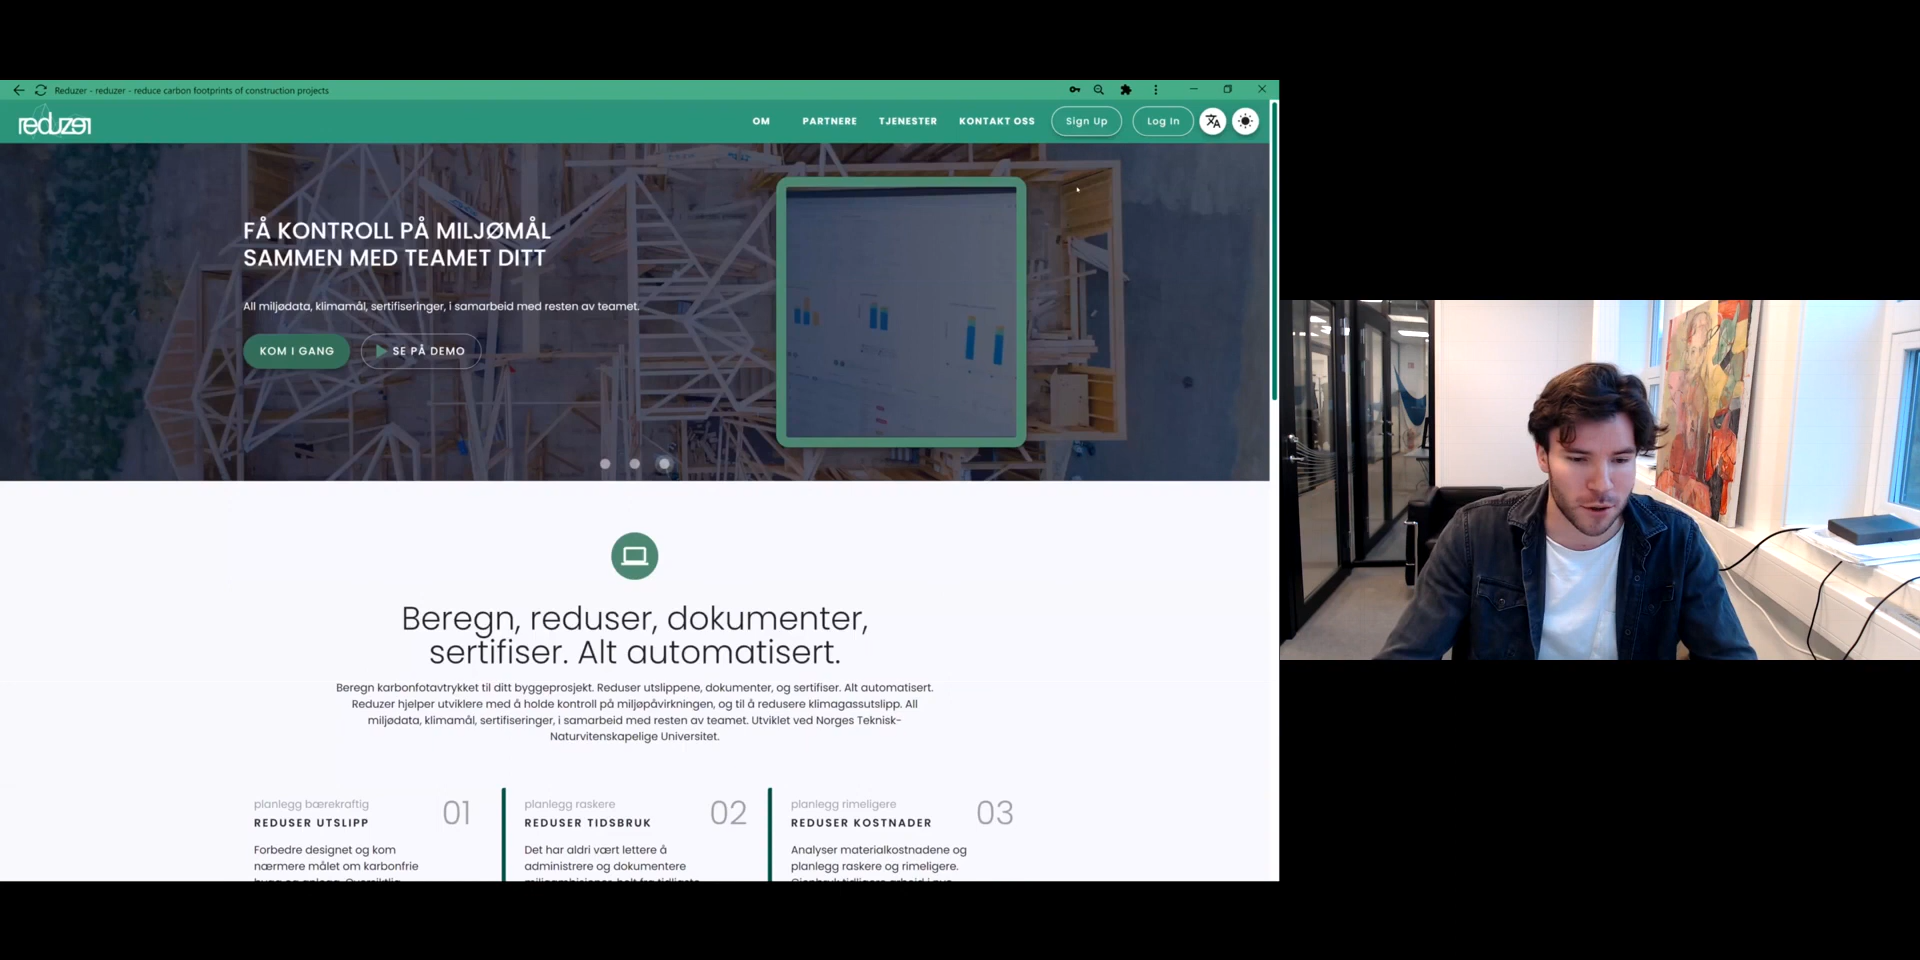 Reduzer - reduzer - reduce carbon footprints of construction projects
reduzer
OM PARTNERE TJENESTER KONTAKT OSS Sign Up Log In
FÅ KONTROLL PÅ MILJØMÅL
SAMMEN MED TEAMET DITT
All miljødata, klimamål, sertifiseringer, i samarbeid med resten av teamet.
KOM I GANG SE PÅ DEMO
Beregn, reduser, dokumenter,
sertifiser. Alt automatisert.
Beregn karbonfotavtrykket til ditt byggeprosjekt. Reduser utslippene, dokumenter, og sertifiser. Alt automatisert.
Reduzer hjelper utviklere med å holde kontroll på miljøpåvirkningen, og til å redusere klimagassutslipp. All
miljødata, klimamål, sertifiseringer, i samarbeid med resten av teamet. Utviklet ved Norges Teknisk-
Naturvitenskapelige Universitet.
planlegg bærekraftig 01
REDUSER UTSLIPP
Forbedre designet og kom
nærmere målet om karbonfrie
planlegg raskere 02
REDUSER TIDSBRUK
Det har aldri vært lettere å
administrere og dokumentere
planlegg rimeligere 03
REDUSER KOSTNADER
Analyser materialkostnadene og
planlegg raskere og rimeligere.